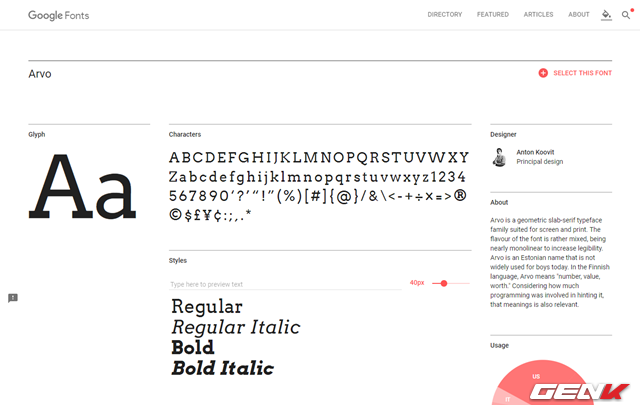 Google Fonts
DIRECTORY FEATURED ARTICLES ABOUT
Arvo
SELECT THIS FONT
Glyph
Aa
Characters
ABCDEFGHIJKLMNOPQRSTUVWXY
Zabcdefghijklmnopqrstuvwxyz1234
567890‘?’“!”(%)[#]{@}/&\<-+÷×=>®
©$£¥¢:;,.*
Styles
Type here to preview text
40px
Regular
Regular Italic
Bold
Bold Italic
Designer
Anton Koovit
Principal design
About
Arvo is a geometric slab-serif typeface
family suited for screen and print. The
flavour of the font is rather mixed, being
nearly monolinear to increase legibility.
Arvo is an Estonian name that is not
widely used for boys today. In the Finnish
language, Arvo means "number, value,
worth." Considering how much
programming was involved in hinting it,
that meanings is also relevant.
Usage
US
IT
GENK